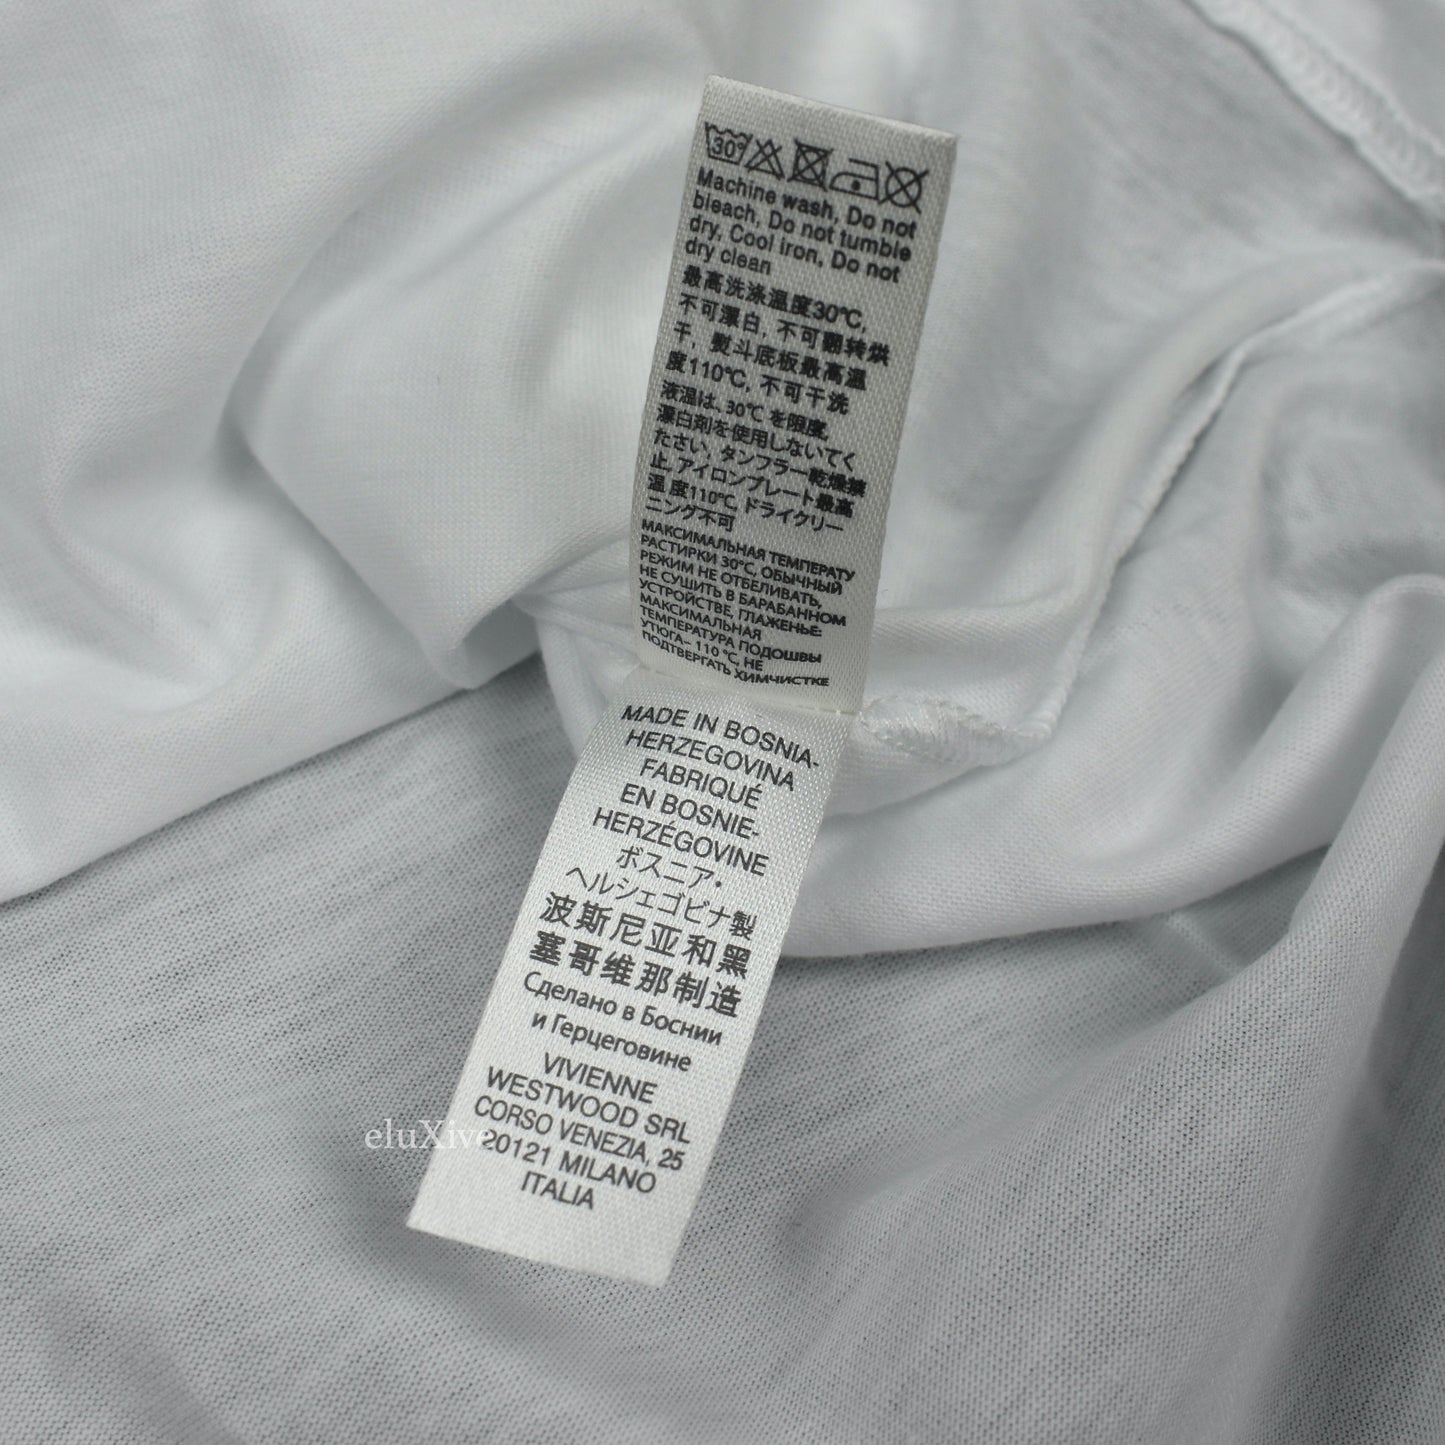 30°
Machine wash, Do not
bleach, Do not tumble
dry, Cool iron, Do not
dry clean
最高洗涤温度30℃,
不可漂白, 不可翻转烘
干, 熨斗底板最高温
度110℃, 不可干洗
液温は, 30℃ を限度,
漂白剤を使用しないてく
たさい, タンフラー乾燥禁
止, アイロンプレート最高
温 度110℃, ドライクリー
ニング不可
МАКСИМАЛЬНАЯ ТЕМПЕРАТУ
РАСТИРКИ 30°C, ОБЫЧНЫЙ
РЕЖИМ НЕ ОТБЕЛИВАТЬ,
НЕ СУШИТЬ В БАРАБАННОМ
УСТРОЙСТВЕ, ГЛАЖЕНЬЕ:
МАКСИМАЛЬНАЯ
ТЕМПЕРАТУРА ПОДОШВЫ
УТЮГА– 110 °C, НЕ
ПОДТВЕРГАТЬ ХИМЧИСТКЕ
MADE IN BOSNIA-
HERZEGOVINA
FABRIQUÉ
EN BOSNIE-
HERZÉGOVINE
ボスニア・
ヘルシェゴビナ製
波斯尼亚和黑
塞哥维那制造
Сделано в Боснии
и Герцеговине
VIVIENNE
WESTWOOD SRL
CORSO VENEZIA, 25
20121 MILANO
ITALIA
eluXive